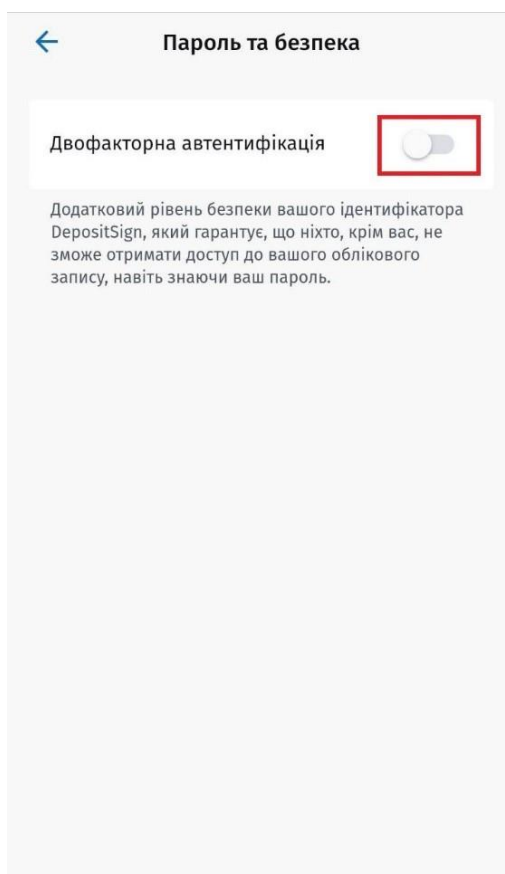 Пароль та безпека
Двофакторна автентифікація
Додатковий рівень безпеки вашого ідентифікатора
DepositSign, який гарантує, що ніхто, крім вас, не
зможе отримати доступ до вашого облікового
запису, навіть знаючи ваш пароль.